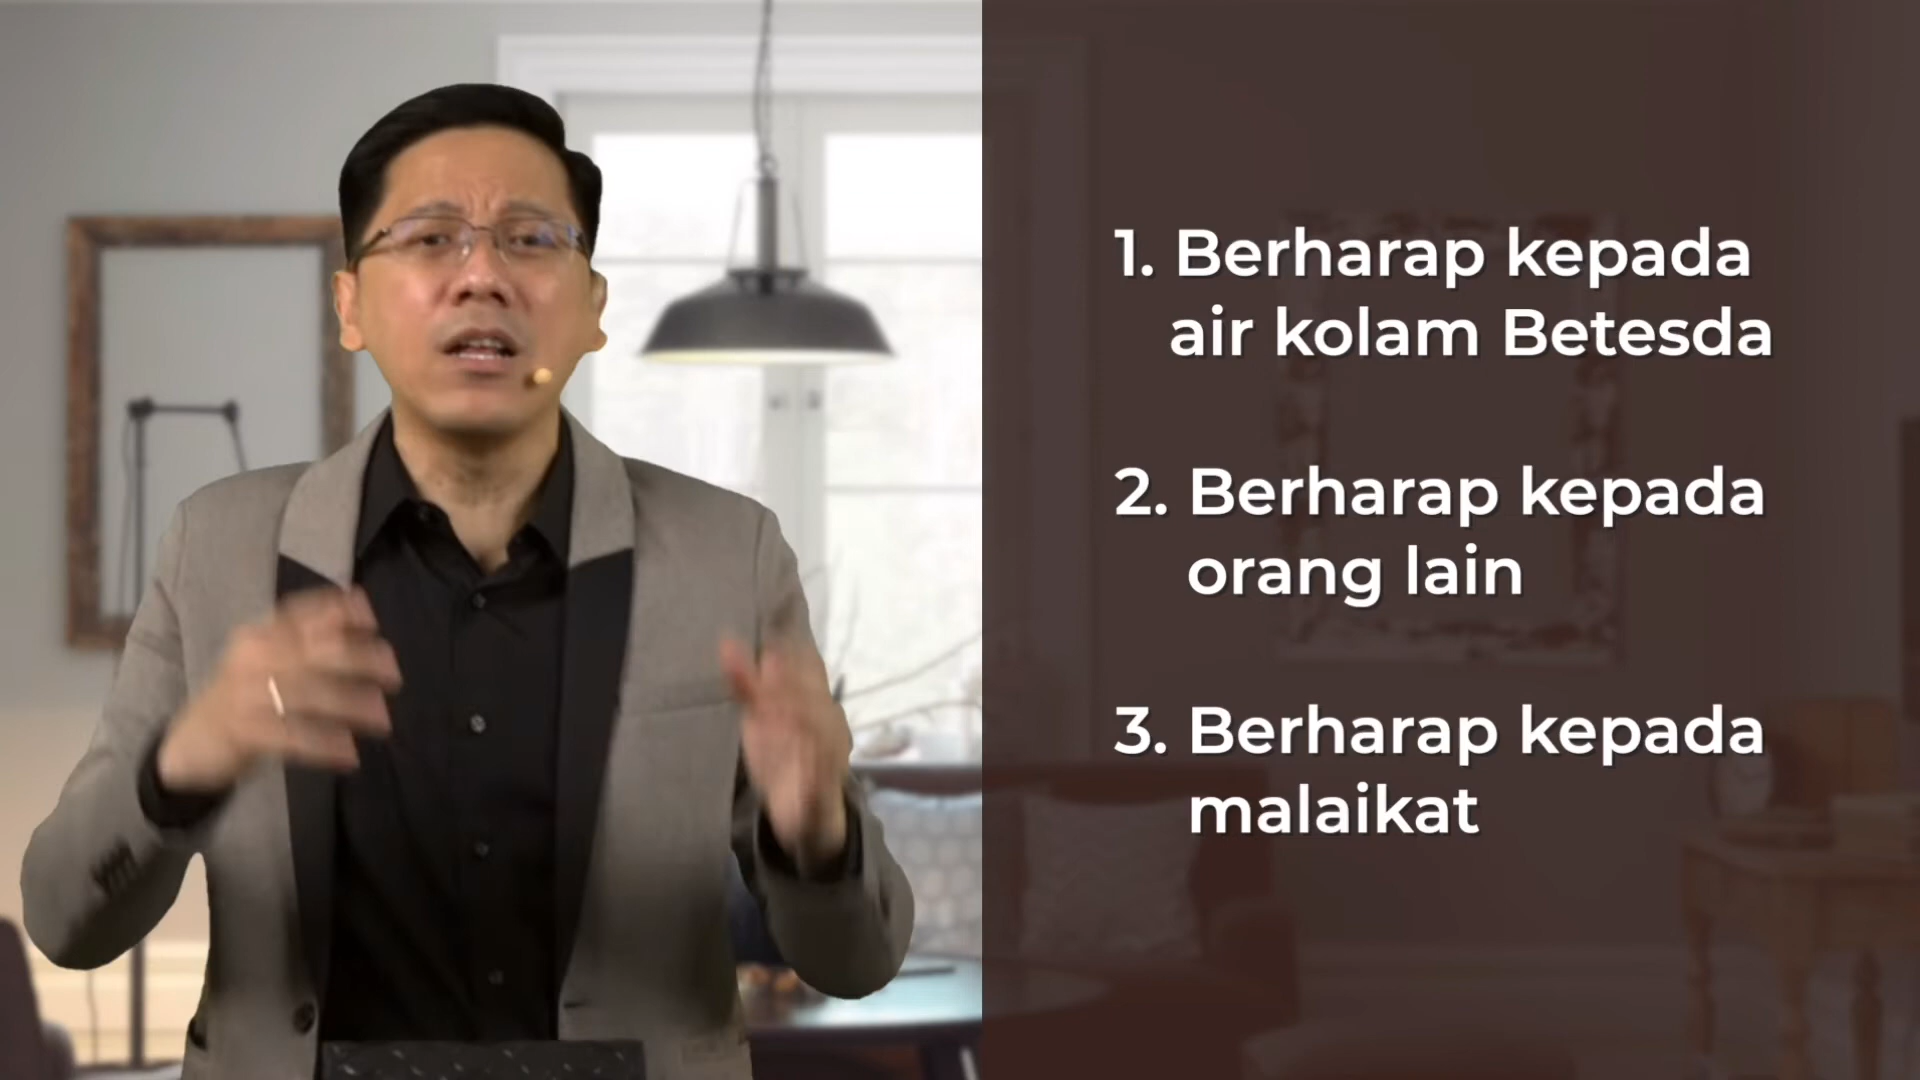 1. Berharap kepada
air kolam Betesda
2. Berharap kepada
orang lain
3. Berharap kepada
malaikat